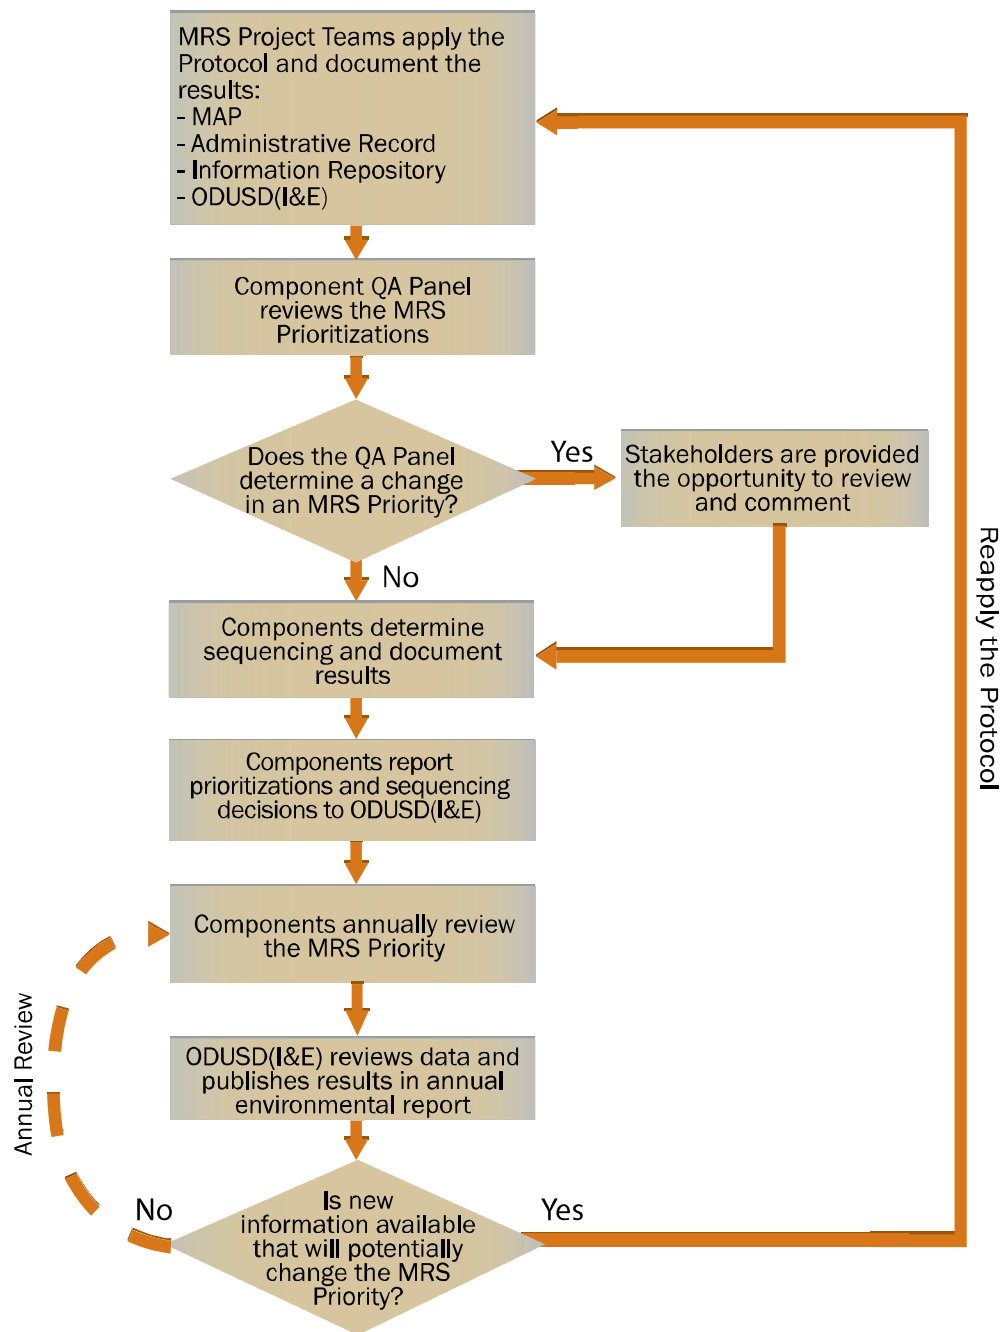 MRS Project Teams apply the
Protocol and document the
results:
- MAP
- Administrative Record
- Information Repository
- ODUSD(I&E)
Component QA Panel
reviews the MRS
Prioritizations
Does the QA Panel
determine a change
in an MRS Priority?
Yes
Stakeholders are provided
the opportunity to review
and comment
No
Components determine
sequencing and document
results
Components report
prioritizations and sequencing
decisions to ODUSD(I&E)
Components annually review
the MRS Priority
ODUSD(I&E) reviews data and
publishes results in annual
environmental report
Is new
information available
that will potentially
change the MRS
Priority?
No
Yes
Annual Review
Reapply the Protocol